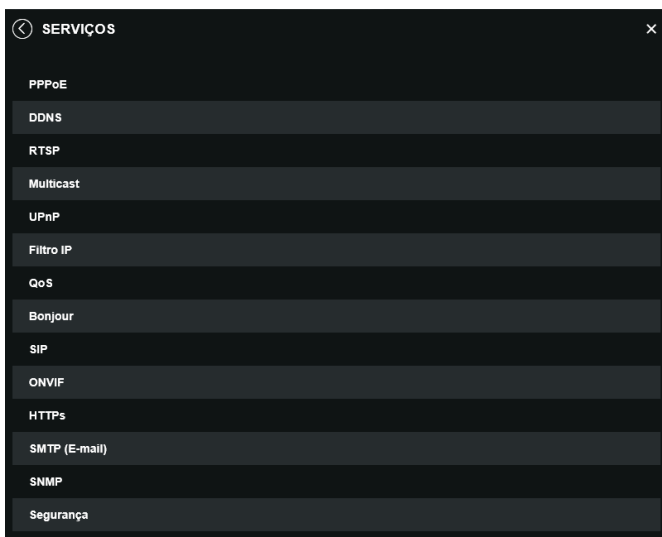 SERVIÇOS
PPPoE
DDNS
RTSP
Multicast
UPnP
Filtro IP
QoS
Bonjour
SIP
ONVIF
HTTPs
SMTP (E-mail)
SNMP
Segurança